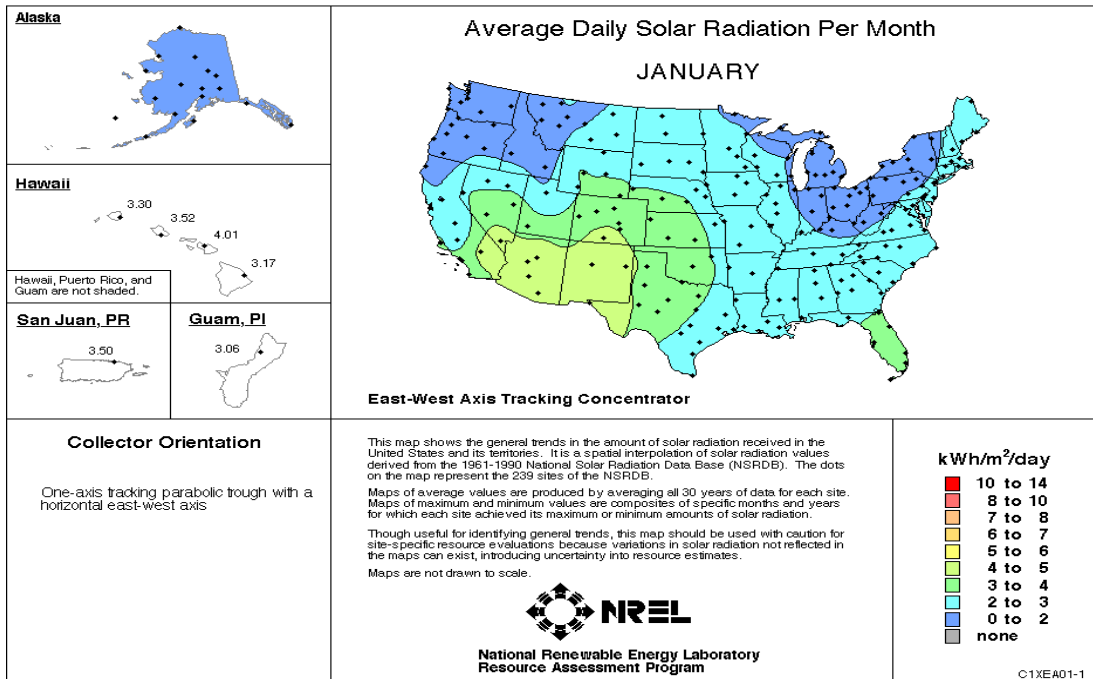 Alaska
Average Daily Solar Radiation Per Month
JANUARY
Hawaii
3.30
3.52
4.01
3.17
Hawaii, Puerto Rico, and
Guam are not shaded.
San Juan, PR
3.50
Guam, PI
3.06
East-West Axis Tracking Concentrator
Collector Orientation
One-axis tracking parabolic trough with a
horizontal east-west axis
This map shows the general trends in the amount of solar radiation received in the
United States and its territories. It is a spatial interpolation of solar radiation values
derived from the 1961-1990 National Solar Radiation Data Base (NSRDB). The dots
on the map represent the 239 sites of the NSRDB.
Maps of average values are produced by averaging all 30 years of data for each site.
Maps of maximum and minimum values are composites of specific months and years
for which each site achieved its maximum or minimum amounts of solar radiation.
Though useful for identifying general trends, this map should be used with caution for
site-specific resource evaluations because variations in solar radiation not reflected in
the maps can exist, introducing uncertainty into resource estimates.
Maps are not drawn to scale.
NREL
National Renewable Energy Laboratory
Resource Assessment Program
kWh/m²/day
10 to 14
8 to 10
7 to 8
6 to 7
5 to 6
4 to 5
3 to 4
2 to 3
0 to 2
none
C1XEA01-1